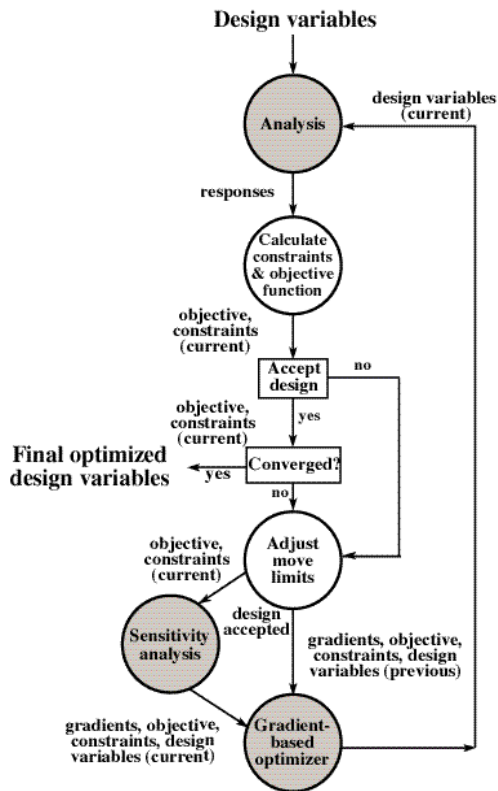 Design variables
design variables
(current)
Analysis
responses
Calculate
constraints
& objective
function
objective,
constraints
(current)
Accept
design
no
yes
objective,
constraints
(current)
Converged?
yes
Final optimized
design variables
no
Adjust
move
limits
objective,
constraints
(current)
design
accepted
Sensitivity
analysis
gradients, objective,
constraints, design
variables (previous)
gradients, objective,
constraints, design
variables (current)
Gradient-
based
optimizer